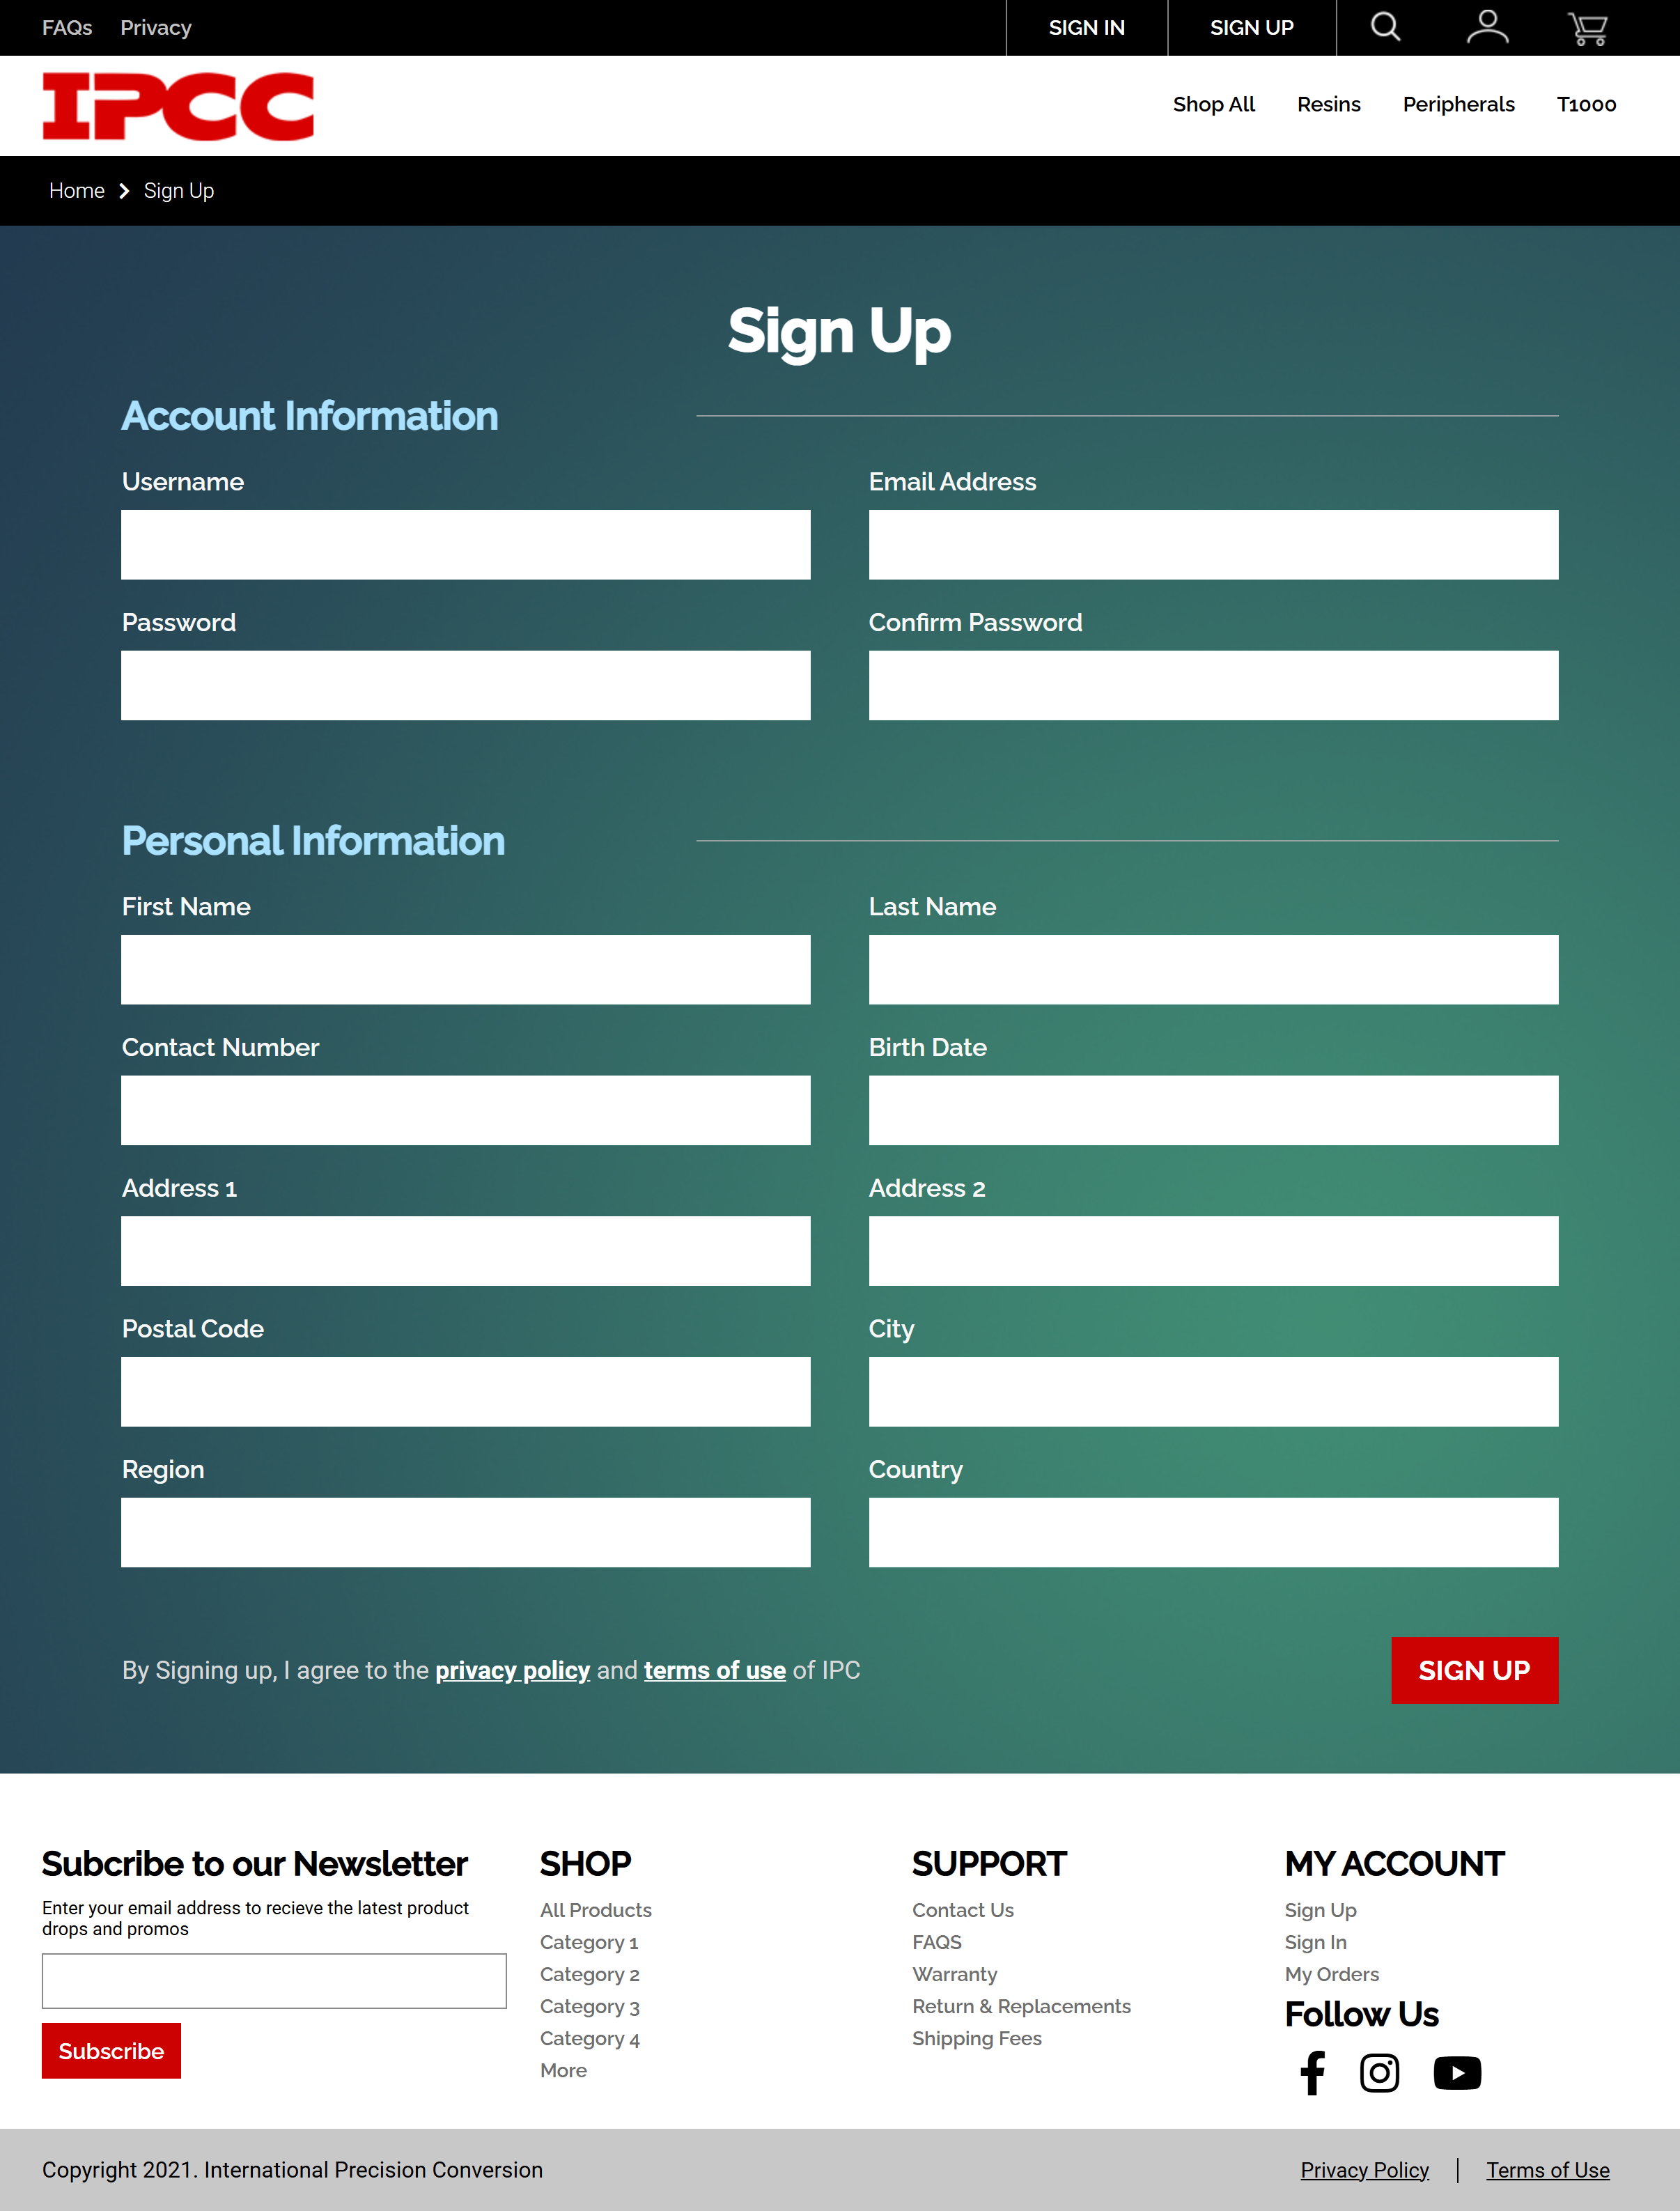 FAQs Privacy SIGN IN SIGN UP
IPCC
Shop All Resins Peripherals T1000
Home Sign Up
Sign Up
Account Information
Username Email Address
Password Confirm Password
Personal Information
First Name Last Name
Contact Number Birth Date
Address 1 Address 2
Postal Code City
Region Country
By Signing up, I agree to the privacy policy and terms of use of IPC
SIGN UP
Subcribe to our Newsletter
Enter your email address to recieve the latest product
drops and promos
Subscribe
SHOP
All Products
Category 1
Category 2
Category 3
Category 4
More
SUPPORT
Contact Us
FAQS
Warranty
Return & Replacements
Shipping Fees
MY ACCOUNT
Sign Up
Sign In
My Orders
Follow Us
Copyright 2021. International Precision Conversion
Privacy Policy Terms of Use